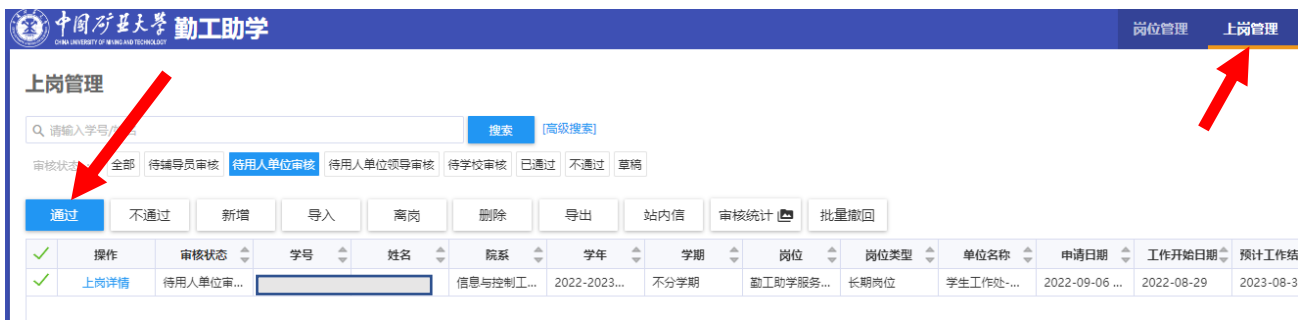 中国矿业大学 勤工助学 岗位管理 上岗管理
CHINA UNIVERSITY OF MINING AND TECHNOLOGY
上岗管理
请输入学号/ 搜索 [高级搜索]
审核状态 全部 待辅导员审核 待用人单位审核 待用人单位领导审核 待学校审核 已通过 不通过 草稿
通过 不通过 新增 导入 离岗 删除 导出 站内信 审核统计 批量撤回
操作 审核状态 学号 姓名 院系 学年 学期 岗位 岗位类型 单位名称 申请日期 工作开始日期 预计工作结
上岗详情 待用人单位审... 信息与控制工... 2022-2023... 不分学期 勤工助学服务... 长期岗位 学生工作处-... 2022-09-06 ... 2022-08-29 2023-08-3